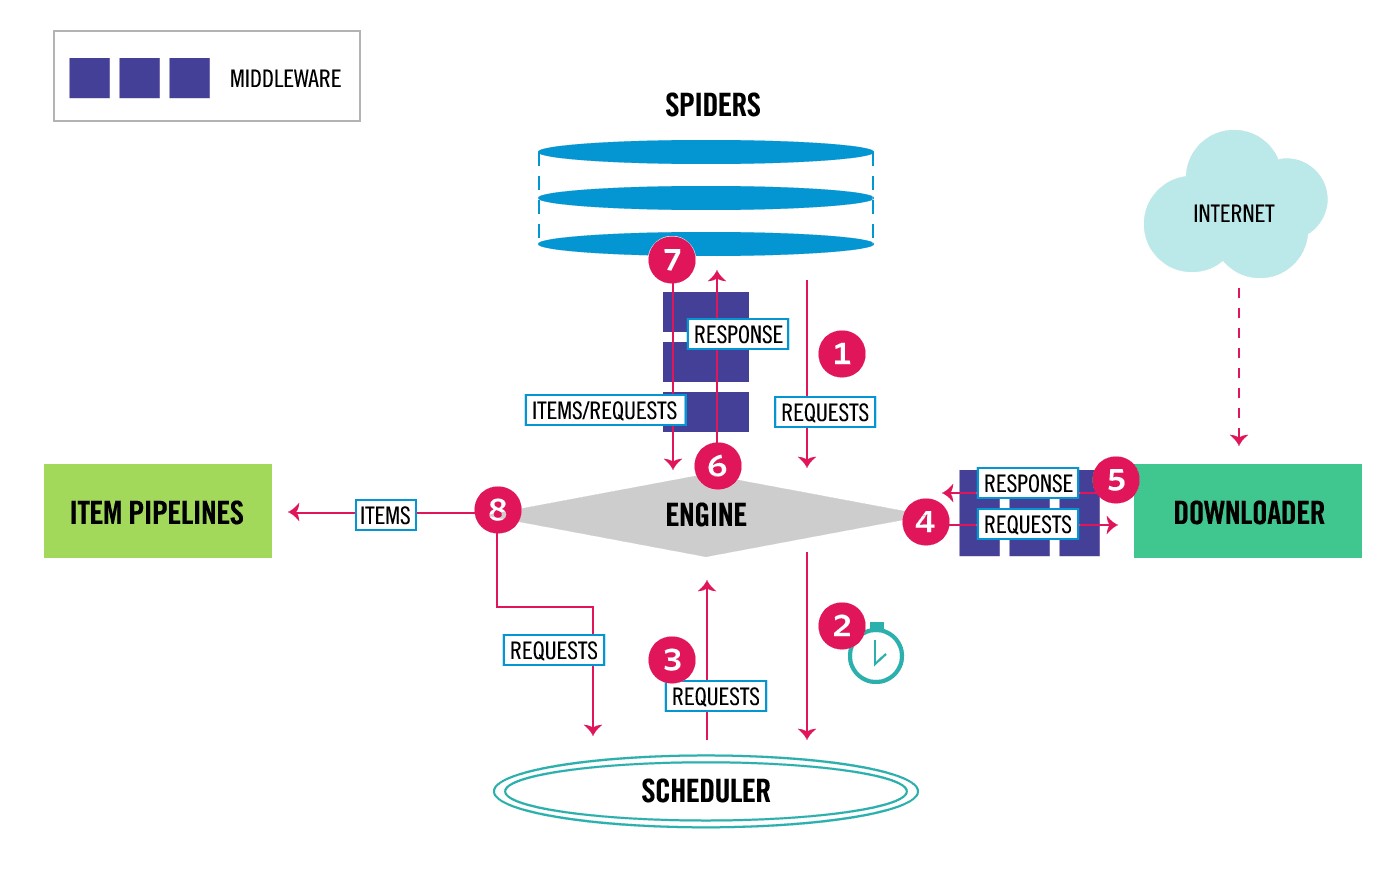 MIDDLEWARE
SPIDERS
INTERNET
7
RESPONSE
1
ITEMS/REQUESTS
REQUESTS
6
ITEM PIPELINES
ITEMS
8
ENGINE
4
RESPONSE
5
REQUESTS
DOWNLOADER
2
REQUESTS
3
REQUESTS
SCHEDULER